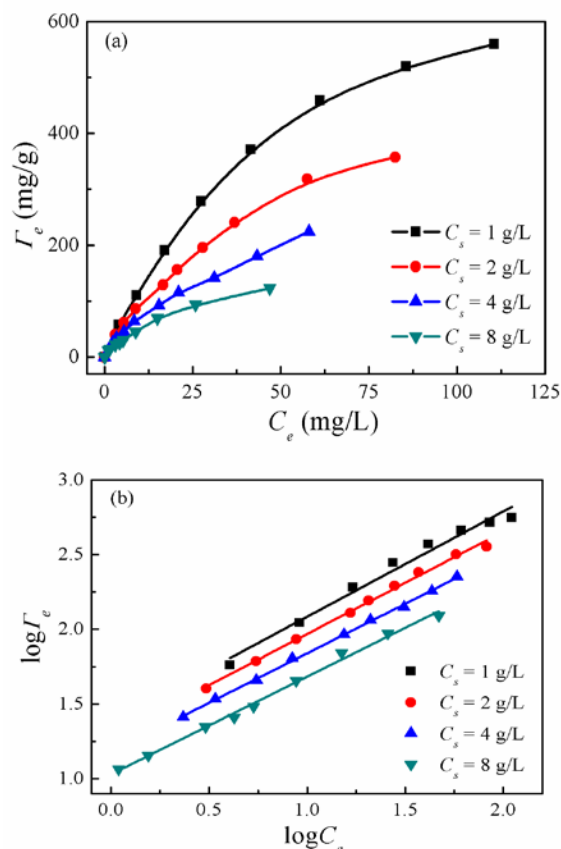 (a)
600
400
200
0
Γe (mg/g)
Cs = 1 g/L
Cs = 2 g/L
Cs = 4 g/L
Cs = 8 g/L
0 25 50 75 100 125
Ce (mg/L)
(b)
3.0
2.5
2.0
1.5
1.0
logΓe
Cs = 1 g/L
Cs = 2 g/L
Cs = 4 g/L
Cs = 8 g/L
0.0 0.5 1.0 1.5 2.0
logCe